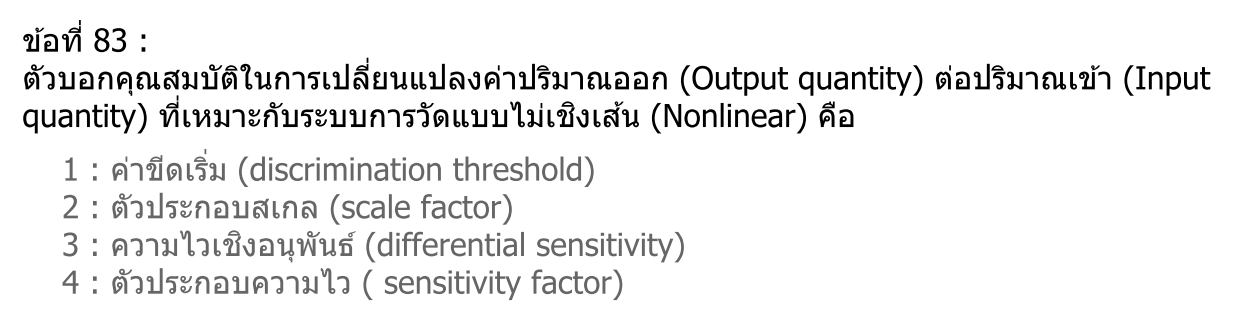 ข้อที่ 83 :
ตัวบอกคุณสมบัติในการเปลี่ยนแปลงค่าปริมาณออก (Output quantity) ต่อปริมาณเข้า (Input
quantity) ที่เหมาะกับระบบการวัดแบบไม่เชิงเส้น (Nonlinear) คือ
1 : ค่าขีดเริ่ม (discrimination threshold)
2 : ตัวประกอบสเกล (scale factor)
3 : ความไวเชิงอนุพันธ์ (differential sensitivity)
4 : ตัวประกอบความไว ( sensitivity factor)